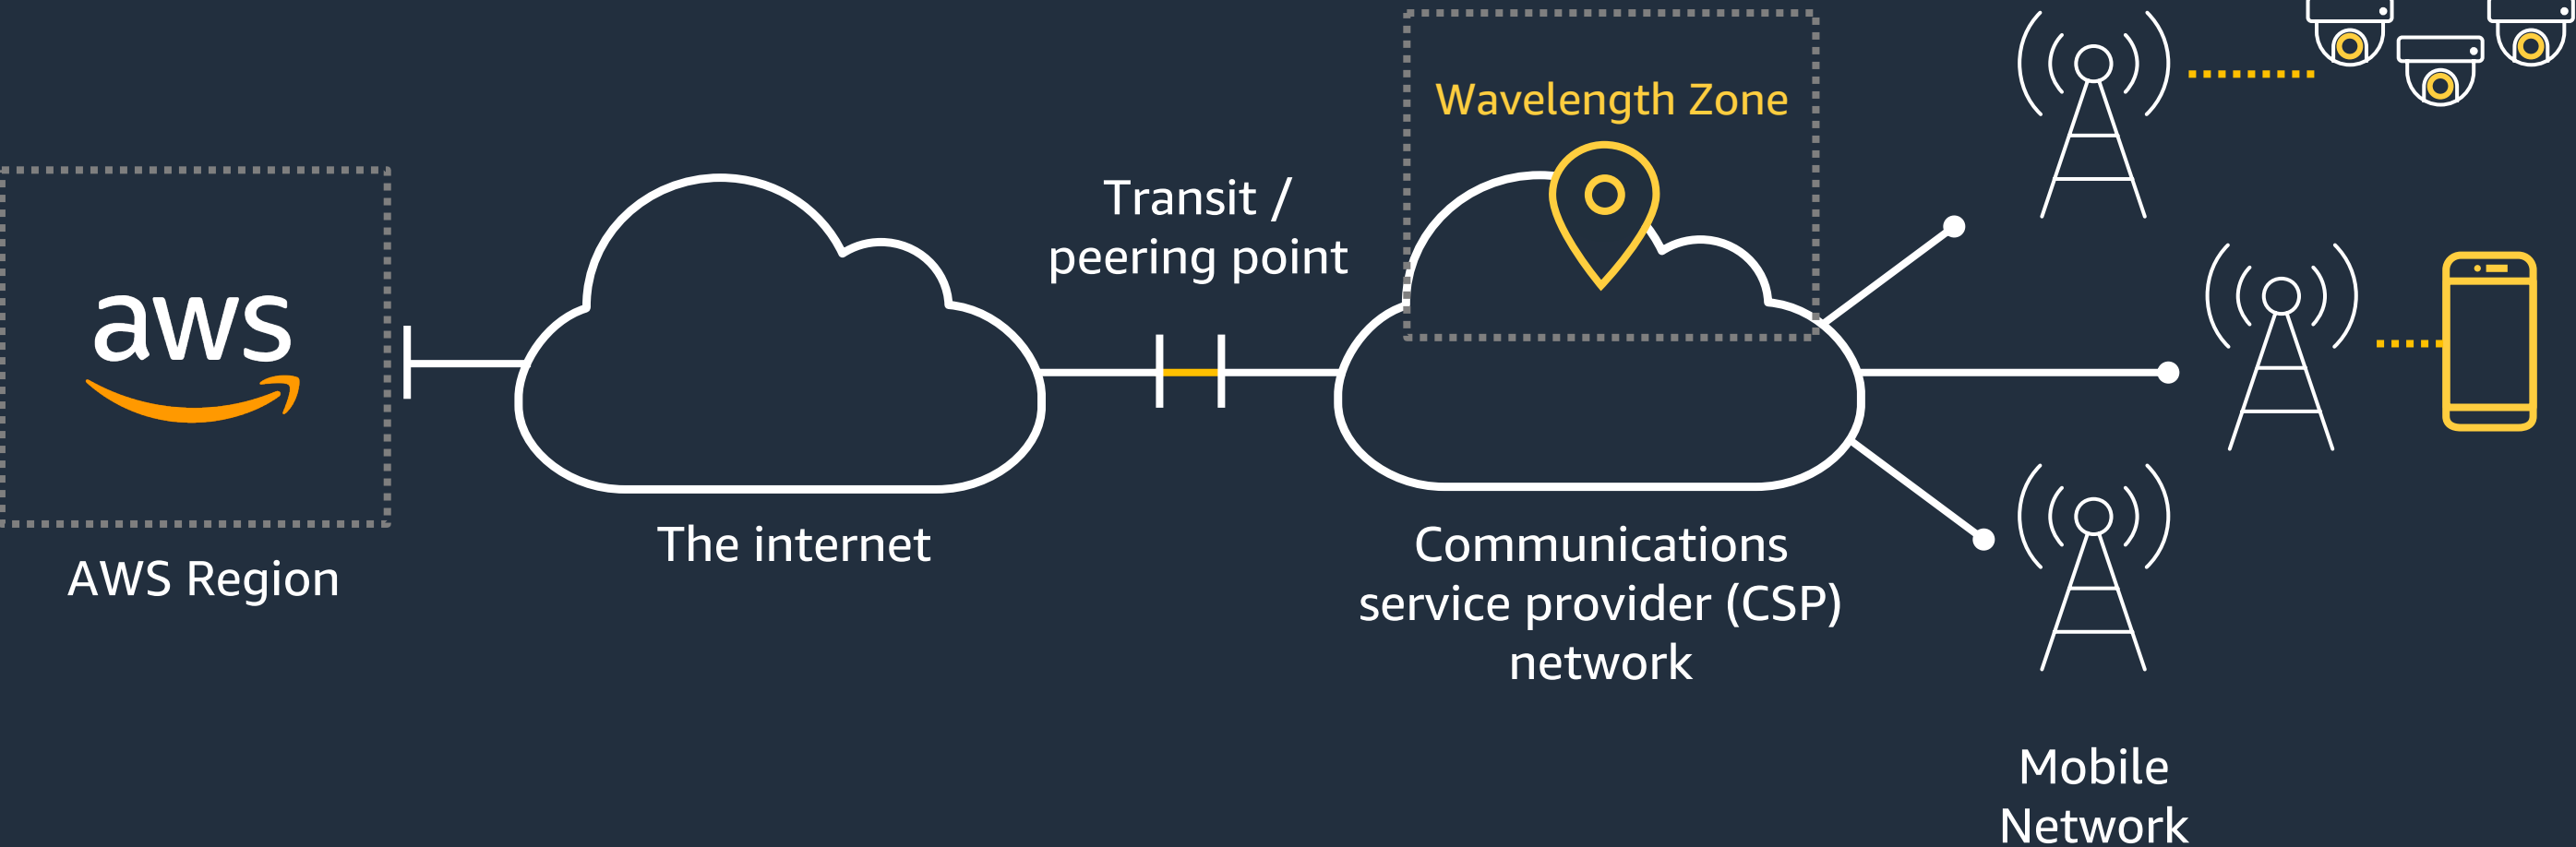 Wavelength Zone
Transit /
peering point
aws
AWS Region
The internet
Communications
service provider (CSP)
network
Mobile
Network